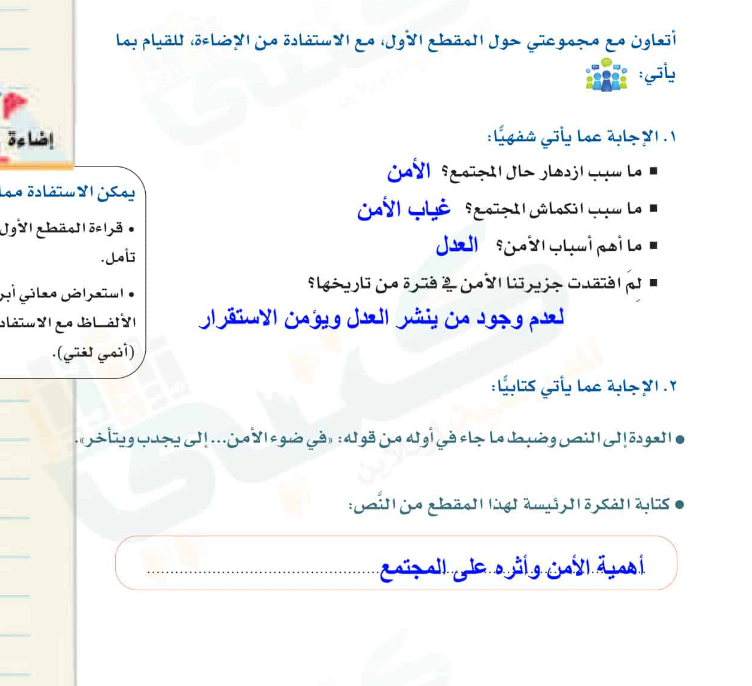 أتعاون مع مجموعتي حول المقطع الأول، مع الاستفادة من الإضاءة، للقيام بما
يأتي:
١. الإجابة عما يأتي شفهيًّا:
▪ ما سبب ازدهار حال المجتمع؟ الأمن
▪ ما سبب انكماش المجتمع؟ غياب الأمن
▪ ما أهم أسباب الأمن؟ العدل
▪ لِمَ افتقدت جزيرتنا الأمن في فترة من تاريخها؟
لعدم وجود من ينشر العدل ويؤمن الاستقرار
٢. الإجابة عما يأتي كتابيًّا:
● العودة إلى النص وضبط ما جاء في أوله من قوله: «في ضوء الأمن... إلى يجدب ويتأخر».
● كتابة الفكرة الرئيسة لهذا المقطع من النَّص:
أهمية الأمن وأثره على المجتمع
إضاءة
يمكن الاستفادة مما
• قراءة المقطع الأول
تأمل.
• استعراض معاني أبر
الألفـاظ مع الاستفاد
(أنمي لغتي).